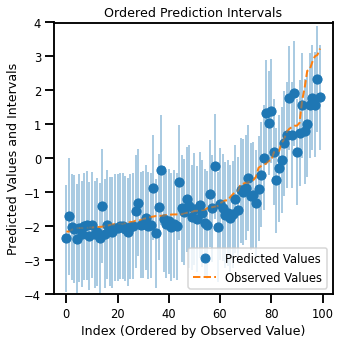 Ordered Prediction Intervals
Predicted Values and Intervals
4
3
2
1
0
−1
−2
−3
−4
Predicted Values
Observed Values
0 20 40 60 80 100
Index (Ordered by Observed Value)